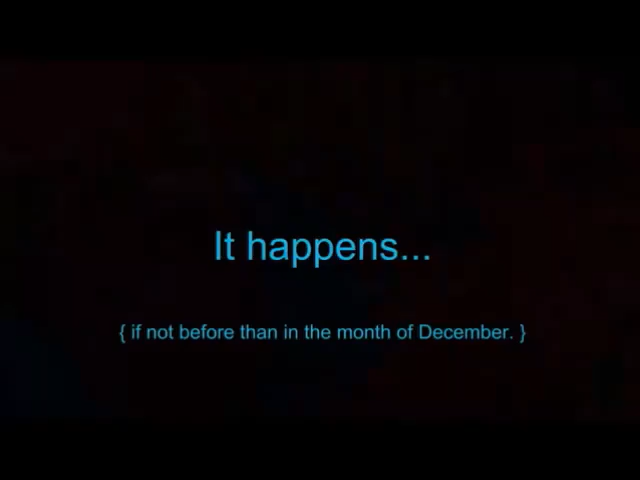 It happens...
{ if not before than in the month of December. }